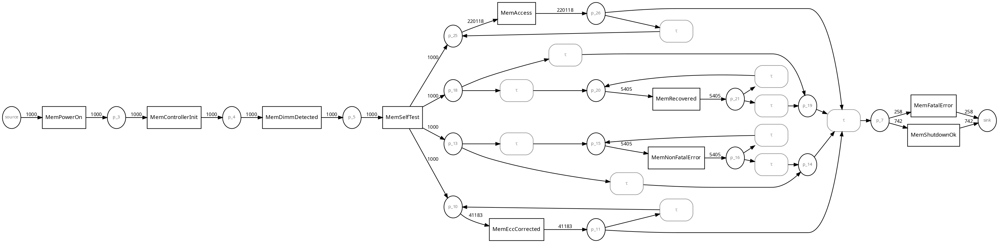 source
1000
MemPowerOn
1000
p_3
1000
MemControllerInit
1000
p_4
1000
MemDimmDetected
1000
p_5
1000
MemSelfTest
1000
p_25
220118
MemAccess
220118
p_26
τ
1000
p_18
τ
τ
p_20
5405
MemRecovered
5405
p_21
τ
τ
p_19
1000
p_13
τ
τ
p_15
5405
MemNonFatalError
5405
p_16
τ
τ
p_14
1000
p_10
41183
MemEccCorrected
41183
p_11
τ
τ
p_7
258
MemFatalError
258
742
MemShutdownOk
742
sink